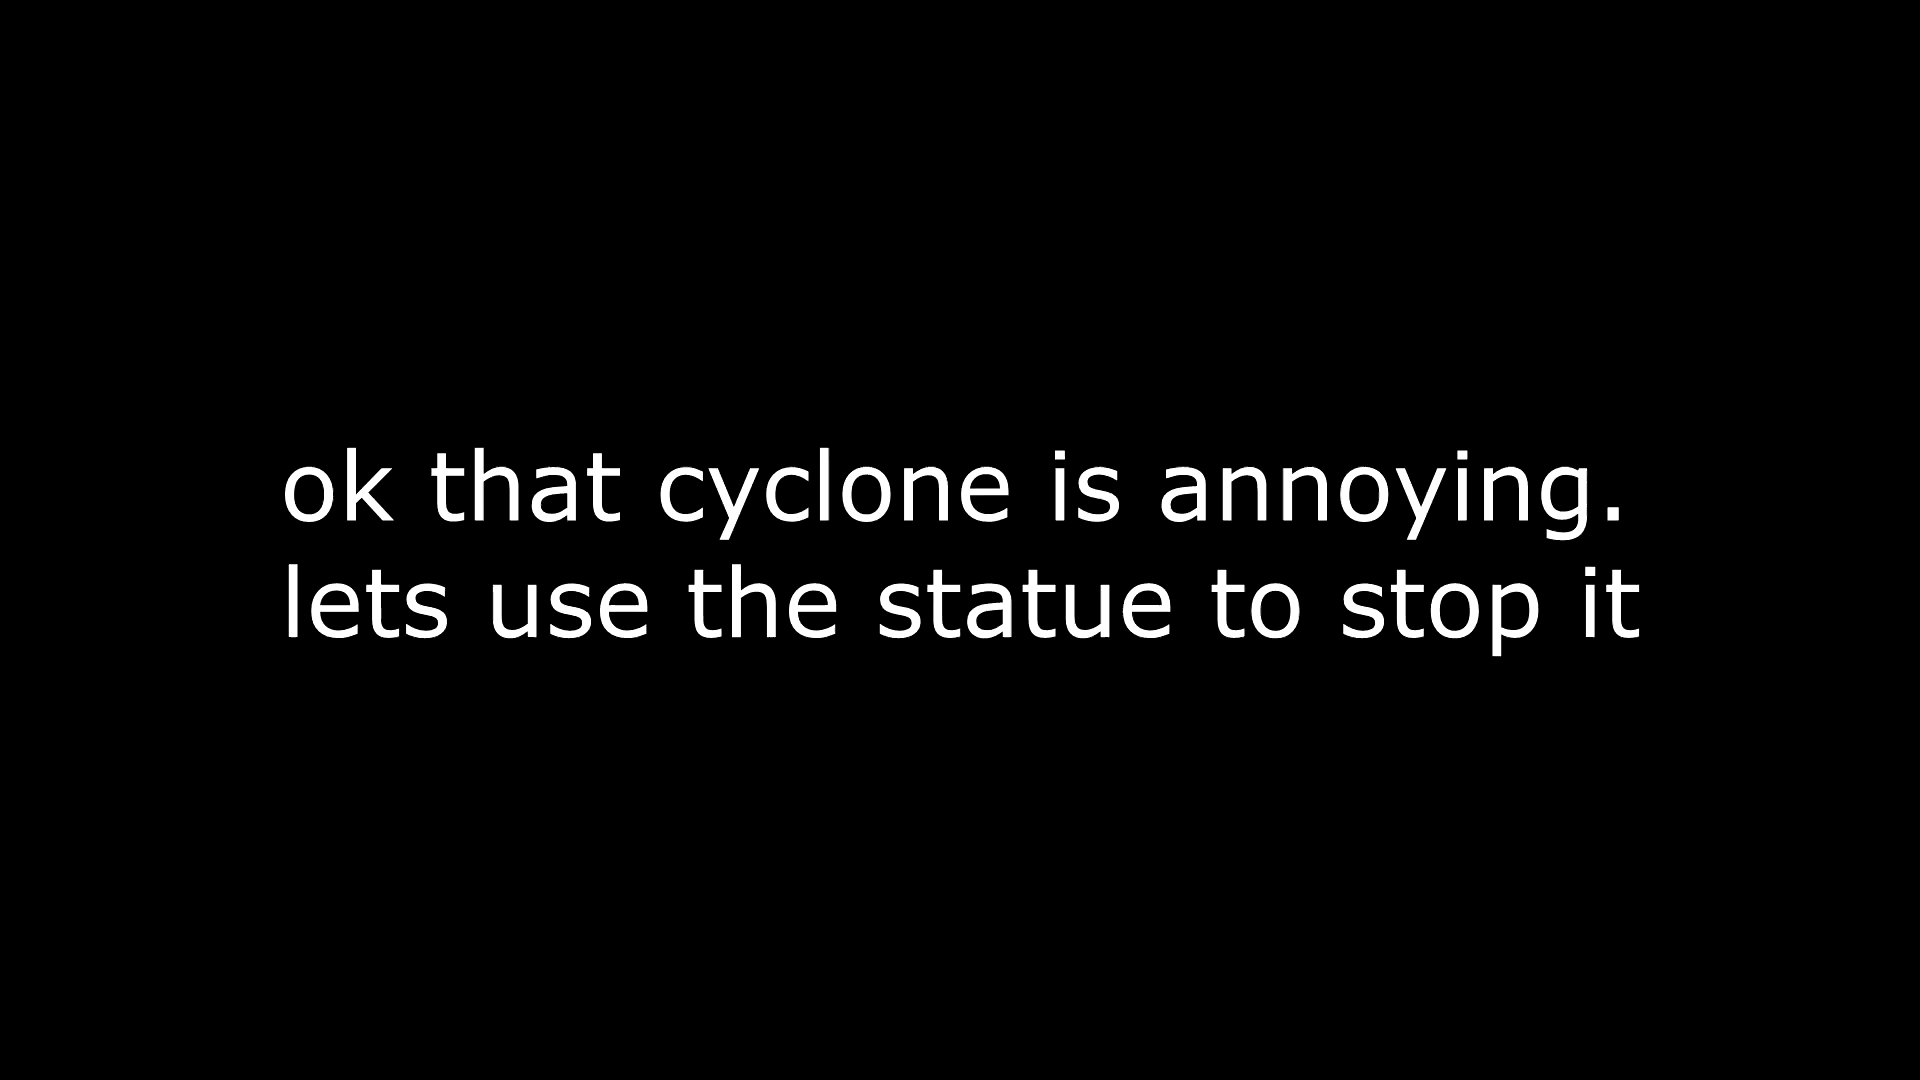 ok that cyclone is annoying.
lets use the statue to stop it